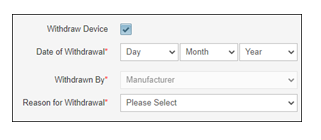 Withdraw Device
Date of Withdrawal* Day Month Year
Withdrawn By* Manufacturer
Reason for Withdrawal* Please Select